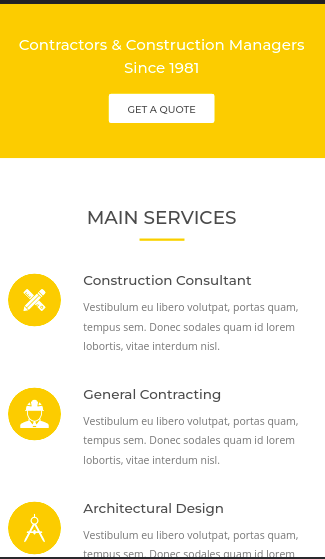 Contractors & Construction Managers
Since 1981
GET A QUOTE
MAIN SERVICES
Construction Consultant
Vestibulum eu libero volutpat, portas quam,
tempus sem. Donec sodales quam id lorem
lobortis, vitae interdum nisl.
General Contracting
Vestibulum eu libero volutpat, portas quam,
tempus sem. Donec sodales quam id lorem
lobortis, vitae interdum nisl.
Architectural Design
Vestibulum eu libero volutpat, portas quam,
tempus sem. Donec sodales quam id lorem